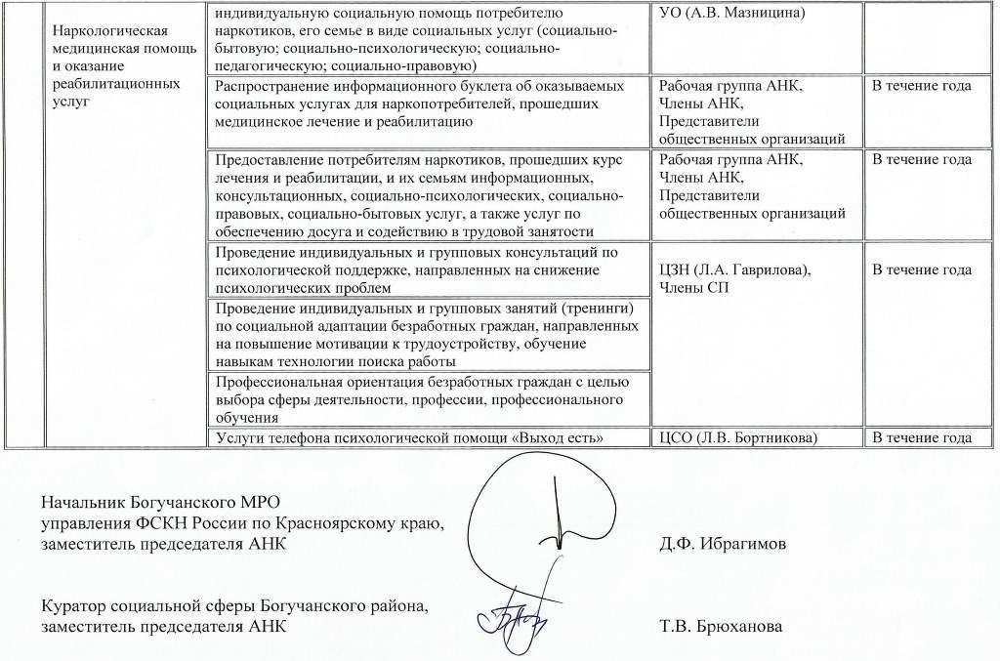 Наркологическая
медицинская помощь
и оказание
реабилитационных
услуг
индивидуальную социальную помощь потребителю
наркотиков, его семье в виде социальных услуг (социально-
бытовую; социально-психологическую; социально-
педагогическую; социально-правовую)
УО (А.В. Мазницина)
Распространение информационного буклета об оказываемых
социальных услугах для наркопотребителей, прошедших
медицинское лечение и реабилитацию
Рабочая группа АНК,
Члены АНК,
Представители
общественных организаций
В течение года
Предоставление потребителям наркотиков, прошедших курс
лечения и реабилитации, и их семьям информационных,
консультационных, социально-психологических, социально-
правовых, социально-бытовых услуг, а также услуг по
обеспечению досуга и содействию в трудовой занятости
Рабочая группа АНК,
Члены АНК,
Представители
общественных организаций
В течение года
Проведение индивидуальных и групповых консультаций по
психологической поддержке, направленных на снижение
психологических проблем
ЦЗН (Л.А. Гаврилова),
Члены СП
В течение года
Проведение индивидуальных и групповых занятий (тренинги)
по социальной адаптации безработных граждан, направленных
на повышение мотивации к трудоустройству, обучение
навыкам технологии поиска работы
Профессиональная ориентация безработных граждан с целью
выбора сферы деятельности, профессии, профессионального
обучения
Услуги телефона психологической помощи «Выход есть»
ЦСО (Л.В. Бортникова)
В течение года
Начальник Богучанского МРО
управления ФСКН России по Красноярскому краю,
заместитель председателя АНК
Д.Ф. Ибрагимов
Куратор социальной сферы Богучанского района,
заместитель председателя АНК
Т.В. Брюханова